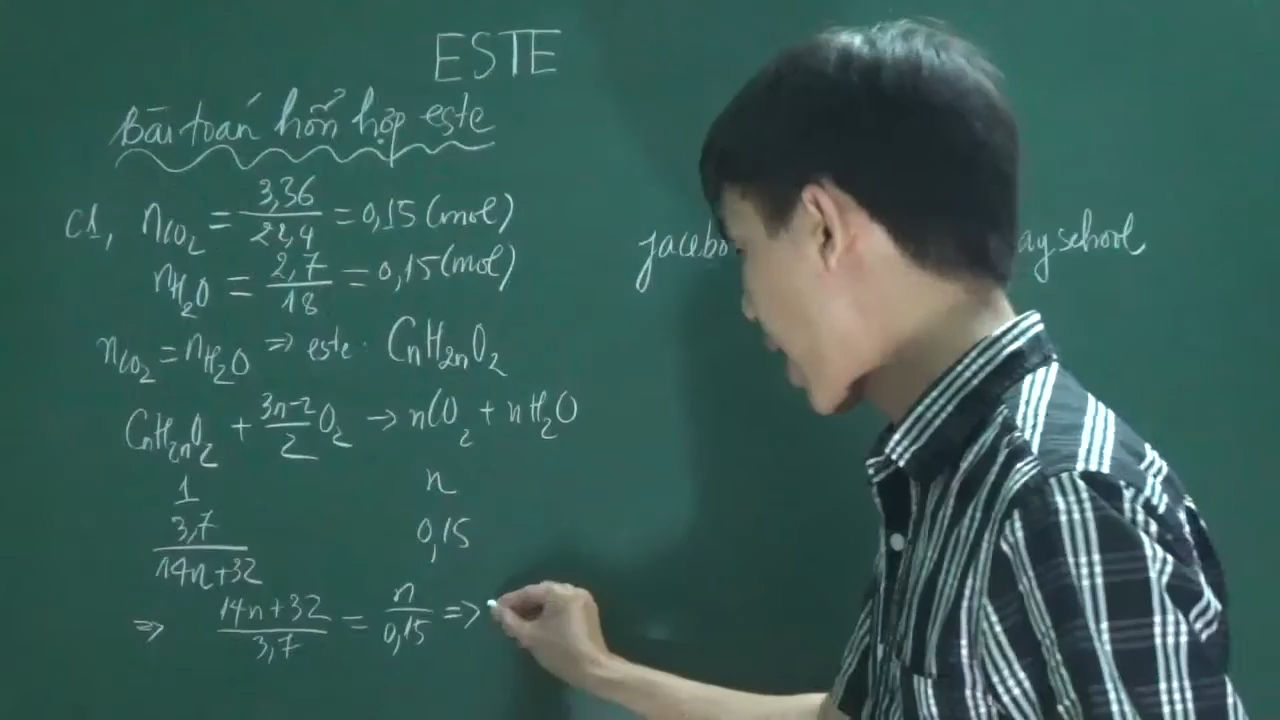 ESTE
Bài toán hỗn hợp este
C1, nCO₂ = 3,36/22,4 = 0,15 (mol)
nH₂O = 2,7/18 = 0,15 (mol)
nCO₂ = nH₂O => este CnH2nO₂
CnH2nO₂ + (3n-2)/2 O₂ → nCO₂ + nH₂O
1 n
3,7/(14n+32) 0,15
=> (14n+32)/3,7 = n/0,15 =>